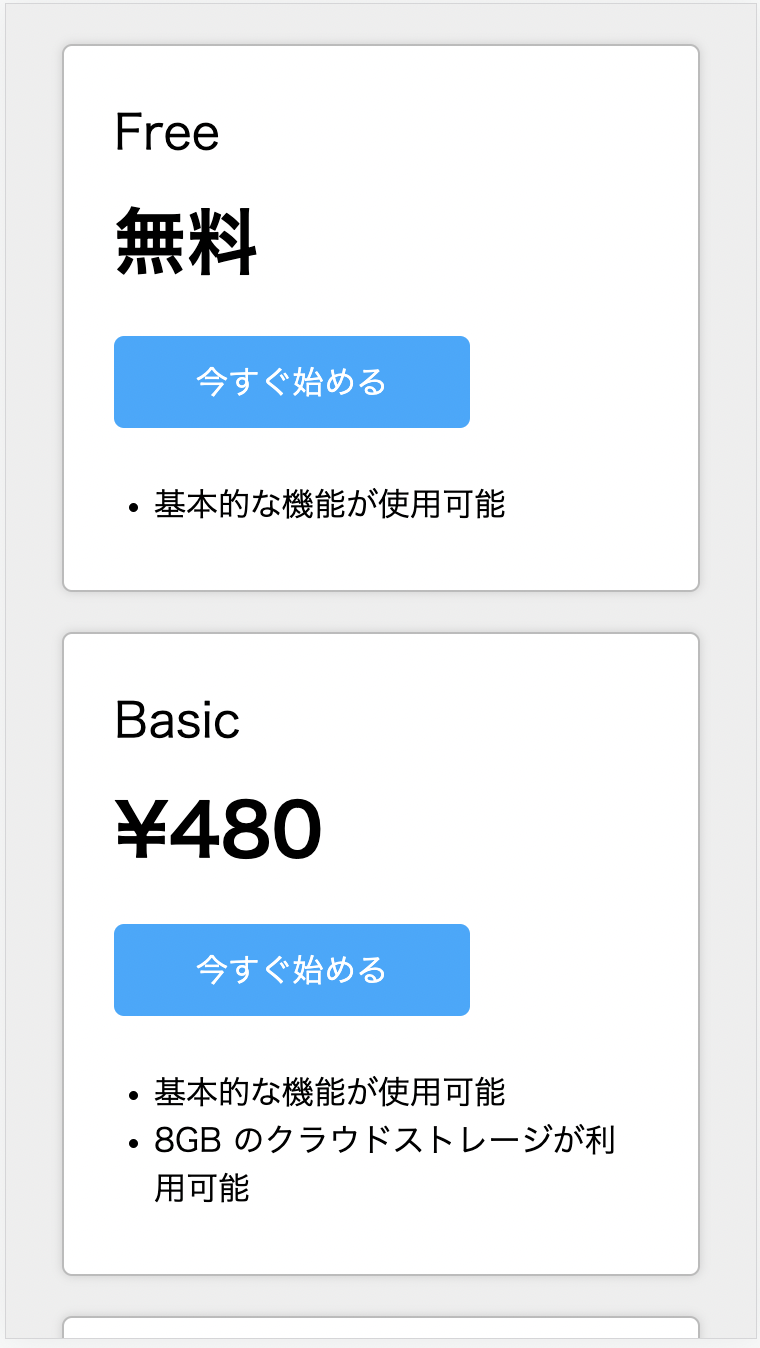 Free
無料
今すぐ始める
• 基本的な機能が使用可能
Basic
¥480
今すぐ始める
• 基本的な機能が使用可能
• 8GB のクラウドストレージが利
用可能